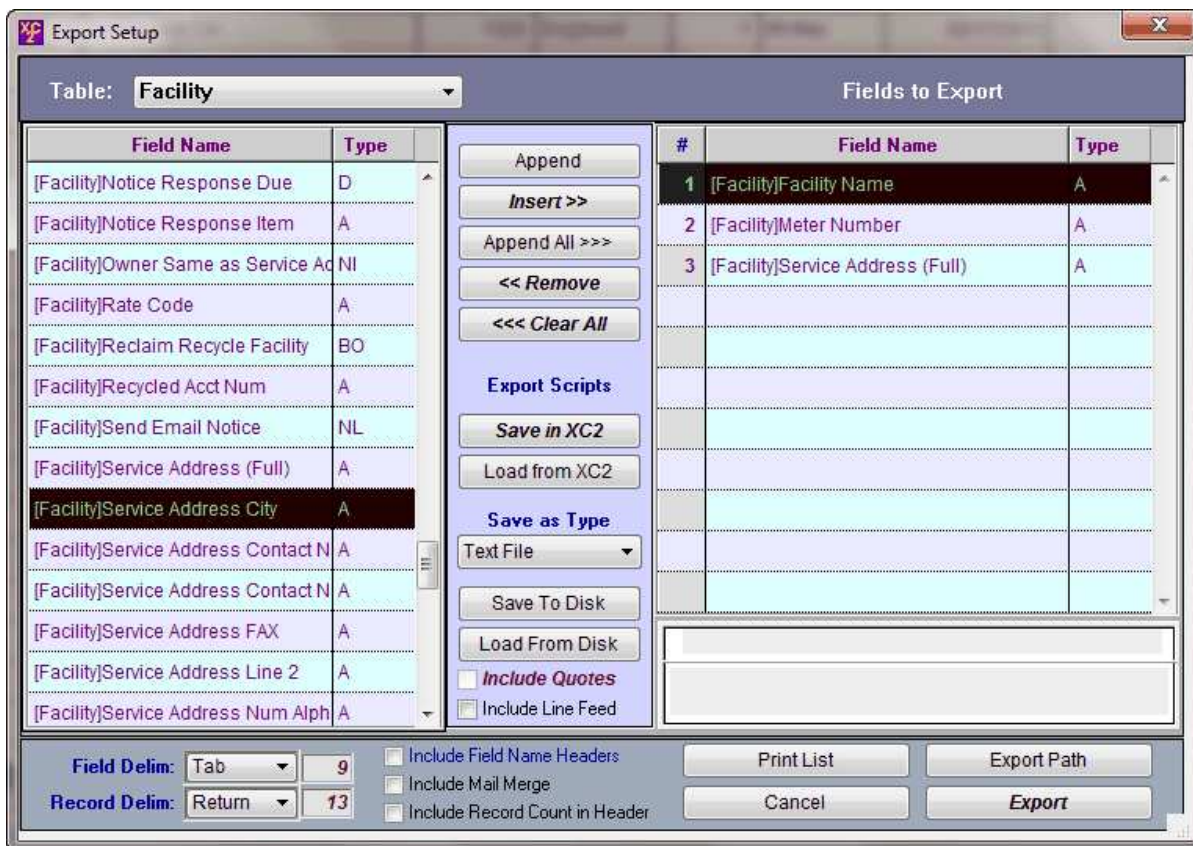 XC2 Export Setup
Table: Facility Fields to Export
Field Name Type
[Facility]Notice Response Due D
[Facility]Notice Response Item A
[Facility]Owner Same as Service Ad NI
[Facility]Rate Code A
[Facility]Reclaim Recycle Facility BO
[Facility]Recycled Acct Num A
[Facility]Send Email Notice NL
[Facility]Service Address (Full) A
[Facility]Service Address City A
[Facility]Service Address Contact N A
[Facility]Service Address Contact N A
[Facility]Service Address FAX A
[Facility]Service Address Line 2 A
[Facility]Service Address Num Alph A
Append
Insert >>
Append All >>>
<< Remove
<<< Clear All
Export Scripts
Save in XC2
Load from XC2
Save as Type
Text File
Save To Disk
Load From Disk
Include Quotes
Include Line Feed
# Field Name Type
1 [Facility]Facility Name A
2 [Facility]Meter Number A
3 [Facility]Service Address (Full) A
Field Delim: Tab 9
Record Delim: Return 13
Include Field Name Headers
Include Mail Merge
Include Record Count in Header
Print List Export Path
Cancel Export